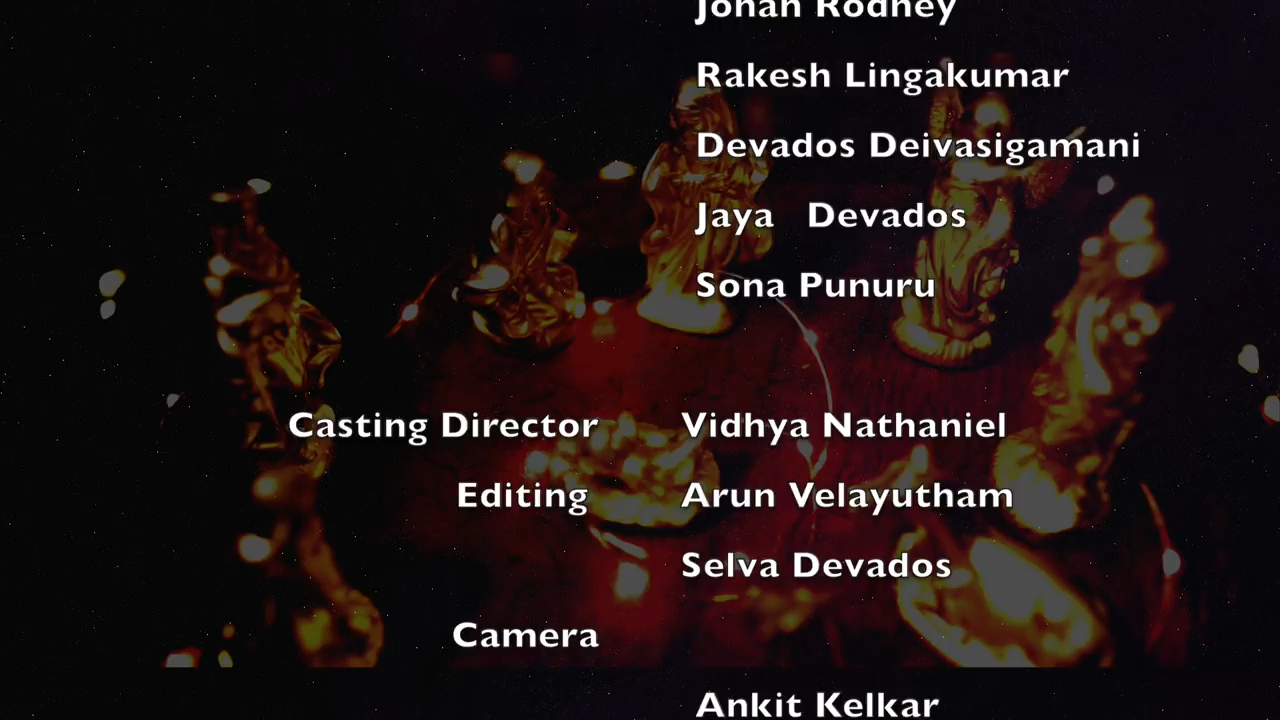 Johan Rodney
Rakesh Lingakumar
Devados Deivasigamani
Jaya Devados
Sona Punuru
Casting Director Vidhya Nathaniel
Editing Arun Velayutham
Selva Devados
Camera
Ankit Kelkar